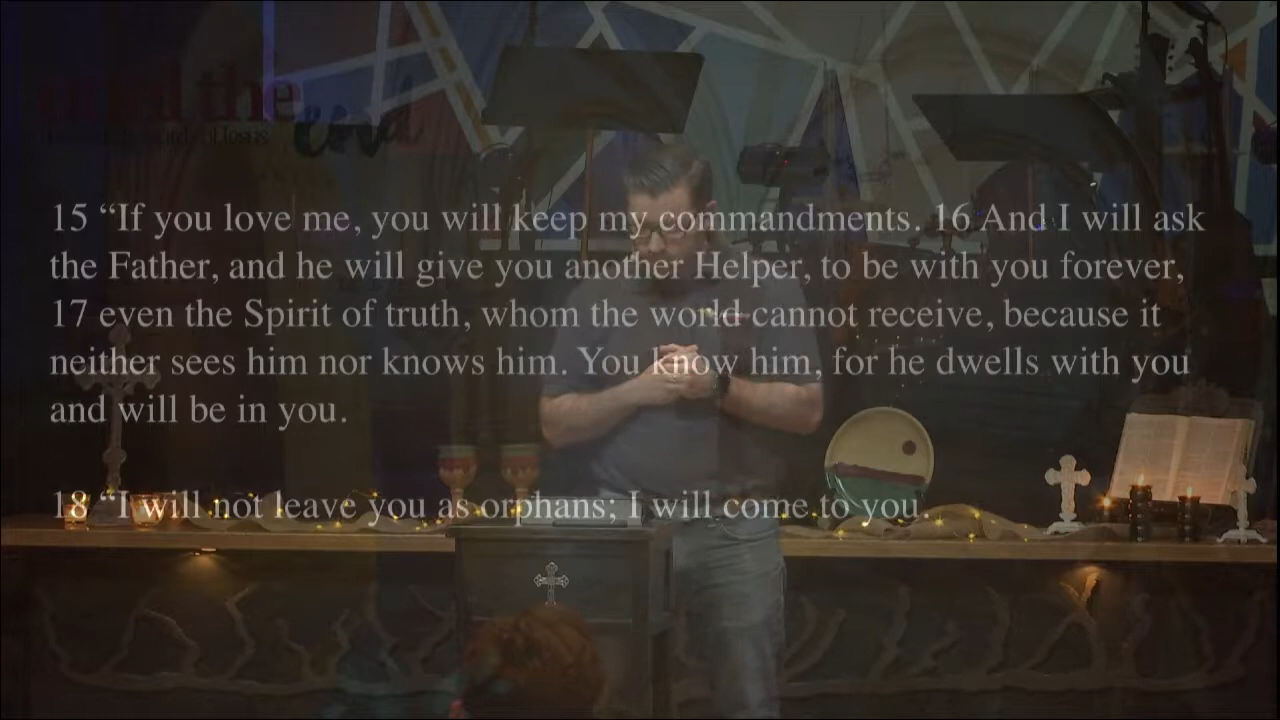 the
end
15 “If you love me, you will keep my commandments. 16 And I will ask
the Father, and he will give you another Helper, to be with you forever,
17 even the Spirit of truth, whom the world cannot receive, because it
neither sees him nor knows him. You know him, for he dwells with you
and will be in you.
18 “I will not leave you as orphans; I will come to you.